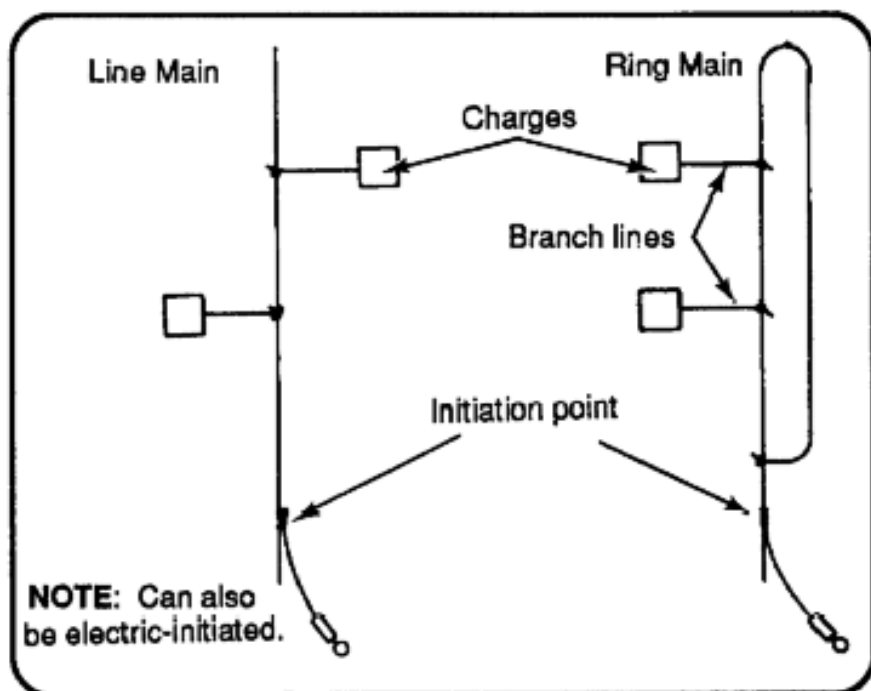 Line Main
Ring Main
Charges
Branch lines
Initiation point
NOTE: Can also
be electric-initiated.